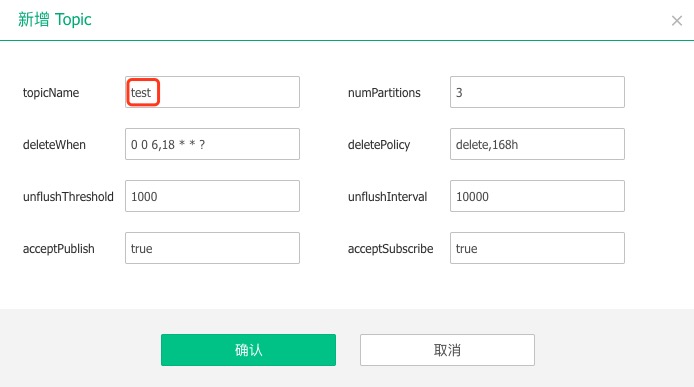 新增 Topic
topicName test numPartitions 3
deleteWhen 0 0 6,18 * * ? deletePolicy delete,168h
unflushThreshold 1000 unflushInterval 10000
acceptPublish true acceptSubscribe true
确认 取消